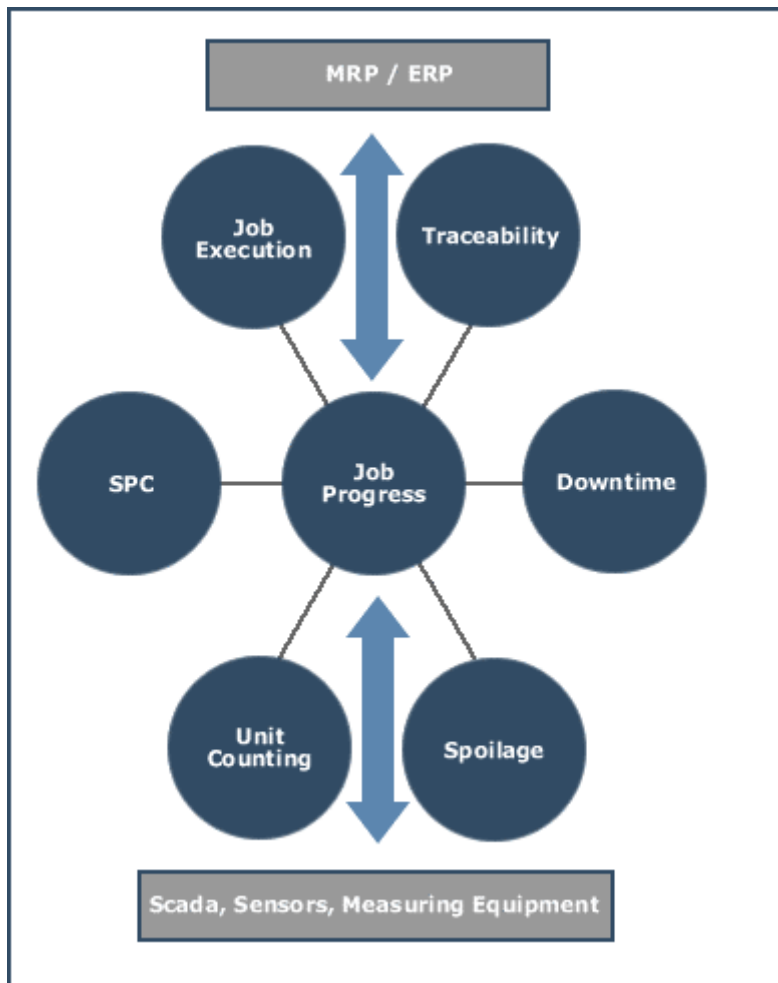 MRP / ERP
Job
Execution
Traceability
SPC
Job
Progress
Downtime
Unit
Counting
Spoilage
Scada, Sensors, Measuring Equipment